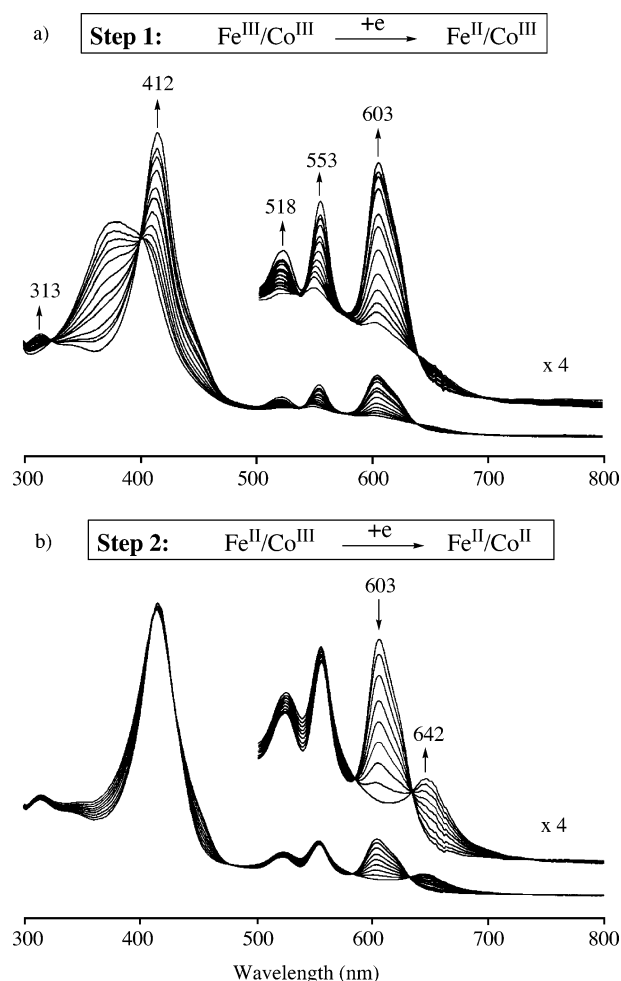 a) Step 1: Feᴵᴵᴵ/Coᴵᴵᴵ +e Feᴵᴵ/Coᴵᴵᴵ
412
603
553
518
313
x 4
300 400 500 600 700 800
b) Step 2: Feᴵᴵ/Coᴵᴵᴵ +e Feᴵᴵ/Coᴵᴵ
603
642
x 4
300 400 500 600 700 800
Wavelength (nm)